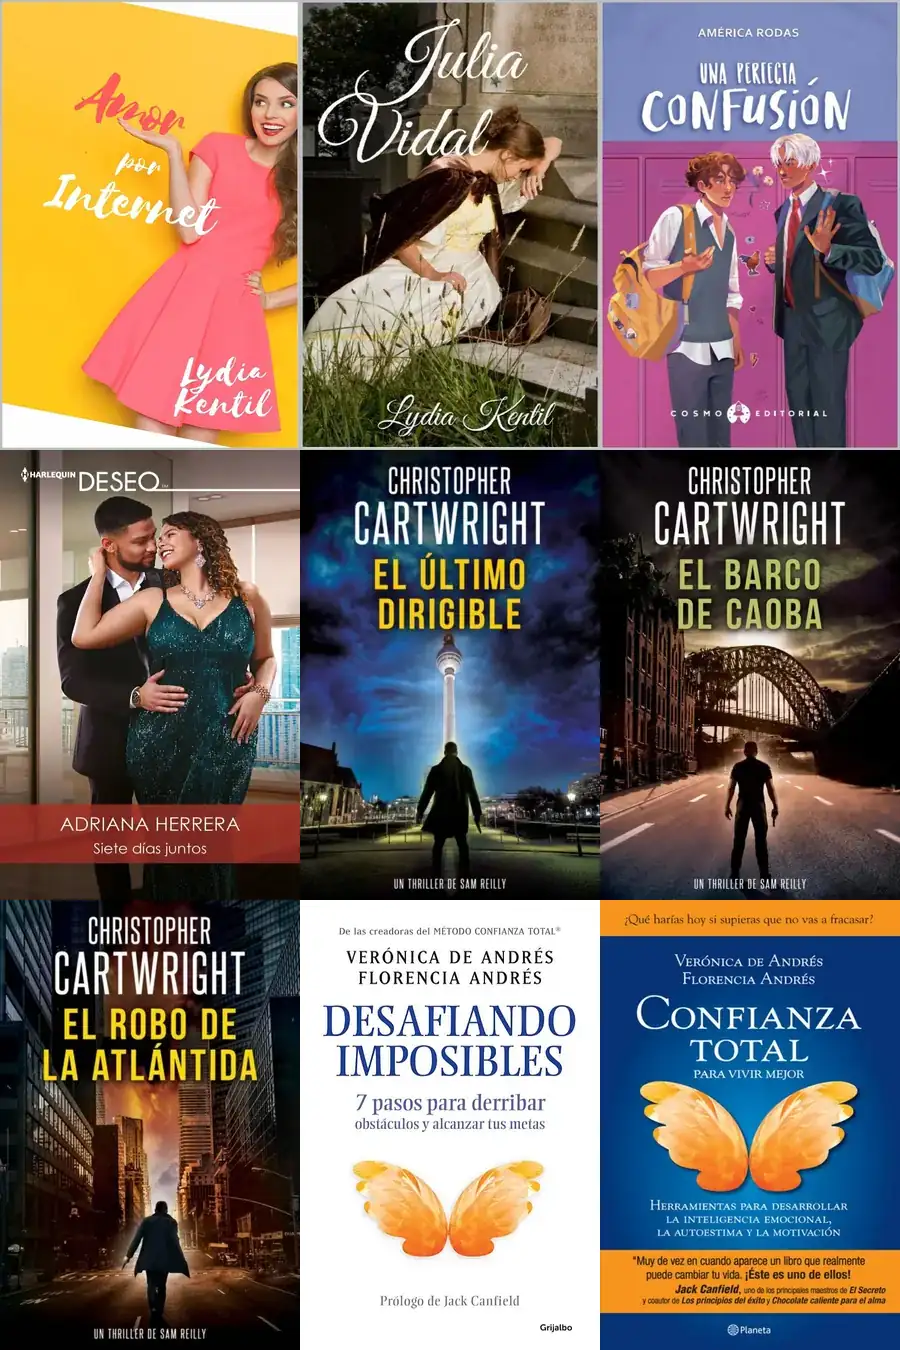 Amor
por
Internet
Lydia
Kentil
Julia
Vidal
Lydia Kentil
AMÉRICA RODAS
UNA PERFECTA
CONFUSIÓN
COSMO EDITORIAL
HARLEQUIN DESEO™
ADRIANA HERRERA
Siete días juntos
CHRISTOPHER
CARTWRIGHT
EL ÚLTIMO
DIRIGIBLE
UN THRILLER DE SAM REILLY
CHRISTOPHER
CARTWRIGHT
EL BARCO
DE CAOBA
UN THRILLER DE SAM REILLY
CHRISTOPHER
CARTWRIGHT
EL ROBO DE
LA ATLÁNTIDA
UN THRILLER DE SAM REILLY
De las creadoras del MÉTODO CONFIANZA TOTAL®
VERÓNICA DE ANDRÉS
FLORENCIA ANDRÉS
DESAFIANDO
IMPOSIBLES
7 pasos para derribar
obstáculos y alcanzar tus metas
Prólogo de Jack Canfield
Grijalbo
¿Qué harías hoy si supieras que no vas a fracasar?
VERÓNICA DE ANDRÉS
FLORENCIA ANDRÉS
CONFIANZA
TOTAL
PARA VIVIR MEJOR
HERRAMIENTAS PARA DESARROLLAR
LA INTELIGENCIA EMOCIONAL,
LA AUTOESTIMA Y LA MOTIVACIÓN
"Muy de vez en cuando aparece un libro que realmente
puede cambiar tu vida. ¡Éste es uno de ellos!
Jack Canfield, uno de los principales maestros de El Secreto
y coautor de Los principios del éxito y Chocolate caliente para el alma
Planeta